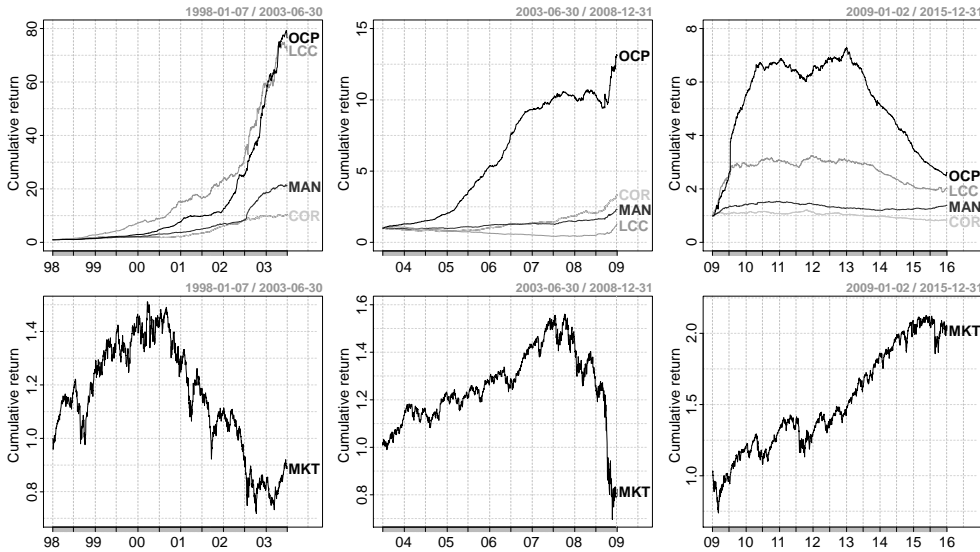 1998-01-07 / 2003-06-30
Cumulative return
80
60
40
20
0
OCP
LCC
MAN
COR
98 99 00 01 02 03
2003-06-30 / 2008-12-31
Cumulative return
15
10
5
0
OCP
COR
MAN
LCC
04 05 06 07 08 09
2009-01-02 / 2015-12-31
Cumulative return
8
6
4
2
0
OCP
LCC
MAN
COR
09 10 11 12 13 14 15 16
1998-01-07 / 2003-06-30
Cumulative return
1.4
1.2
1.0
0.8
MKT
98 99 00 01 02 03
2003-06-30 / 2008-12-31
Cumulative return
1.6
1.4
1.2
1.0
0.8
MKT
04 05 06 07 08 09
2009-01-02 / 2015-12-31
Cumulative return
2.0
1.5
1.0
MKT
09 10 11 12 13 14 15 16